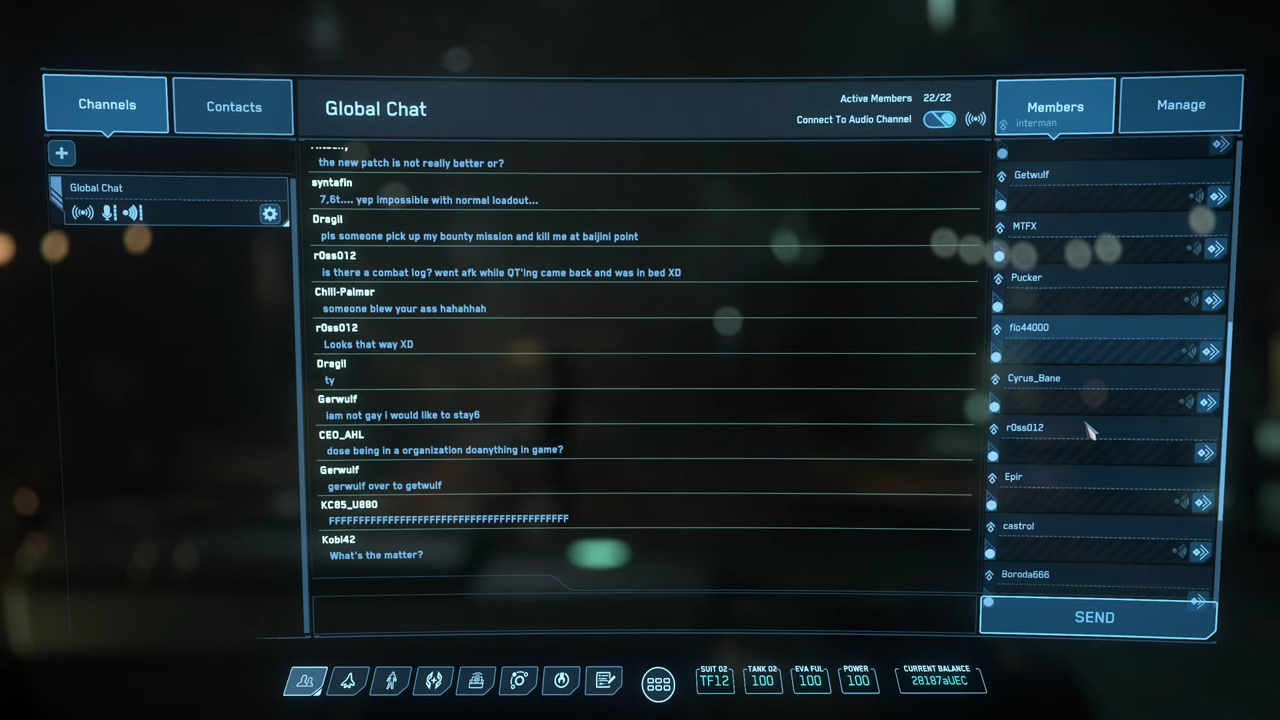 Channels
Contacts
Global Chat
Active Members 22/22
Connect To Audio Channel
Members
Manage
interman
Global Chat
the new patch is not really better or?
syntafin
7,6t.... yep impossible with normal loadout...
Dragil
pls someone pick up my bounty mission and kill me at baijini point
r0ss012
is there a combat log? went afk while QT'ing came back and was in bed XD
Chill-Palmer
someone blew your ass hahahhah
r0ss012
Looks that way XD
Dragil
ty
Gerwulf
iam not gay i would like to stay6
CEO_AHL
dose being in a organization doanything in game?
Gerwulf
gerwulf over to getwulf
KC85_U880
FFFFFFFFFFFFFFFFFFFFFFFFFFFFFFFFFFFFFFFFF
Kobi42
What's the matter?
Getwulf
MTFX
Pucker
flo44000
Cyrus_Bane
r0ss012
Epir
castrol
Boroda666
SEND
SUIT O2
TF12
TANK O2
100
EVA FUL
100
POWER
100
CURRENT BALANCE
28187aUEC